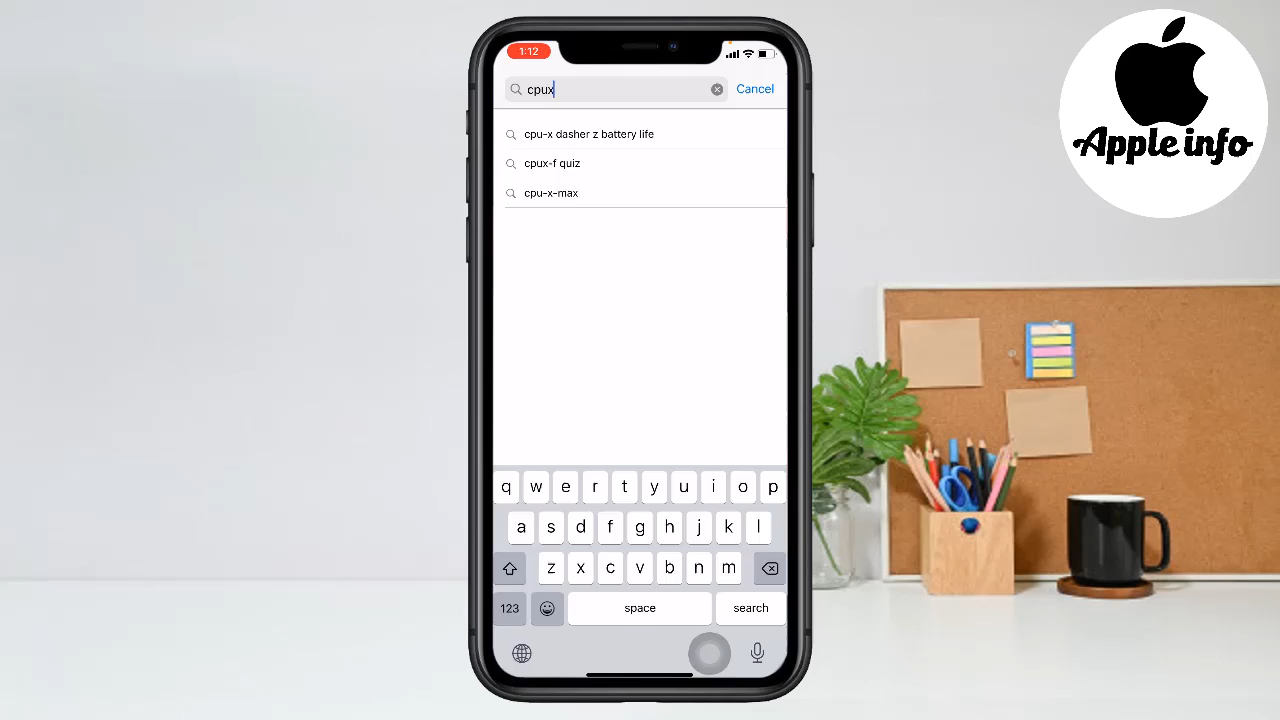 1:12
cpux
Cancel
cpu-x dasher z battery life
cpux-f quiz
cpu-x-max
q w e r t y u i o p
a s d f g h j k l
z x c v b n m
123
space
search
Apple info